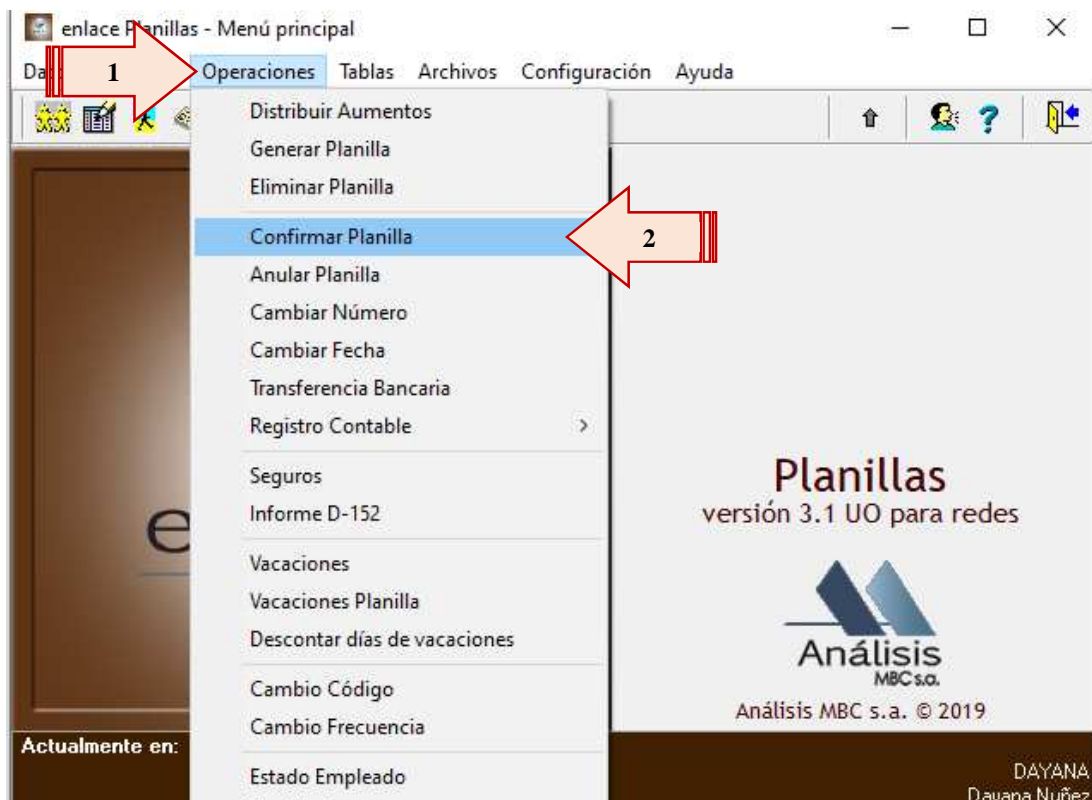 enlace Planillas - Menú principal
1
Operaciones Tablas Archivos Configuración Ayuda
Distribuir Aumentos
Generar Planilla
Eliminar Planilla
Confirmar Planilla
2
Anular Planilla
Cambiar Número
Cambiar Fecha
Transferencia Bancaria
Registro Contable
Seguros
Informe D-152
Vacaciones
Vacaciones Planilla
Descontar días de vacaciones
Cambio Código
Cambio Frecuencia
Estado Empleado
Planillas
versión 3.1 UO para redes
Análisis
MBC s.a.
Análisis MBC s.a. © 2019
Actualmente en:
DAYANA
Dayana Nuñez